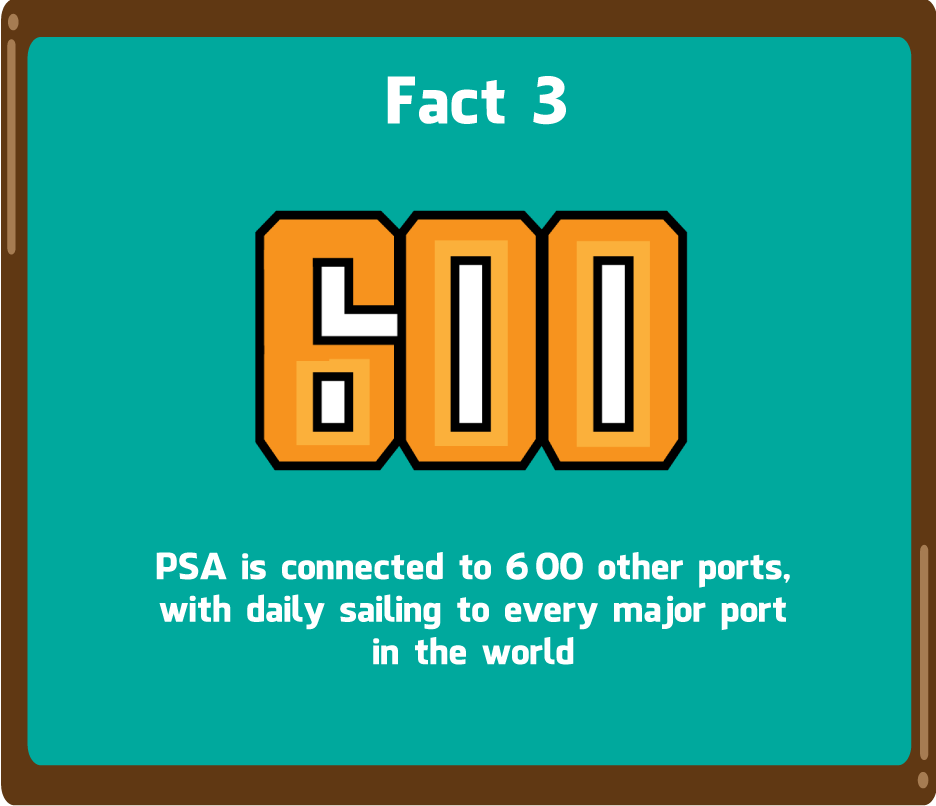 Fact 3
600
PSA is connected to 600 other ports,
with daily sailing to every major port
in the world